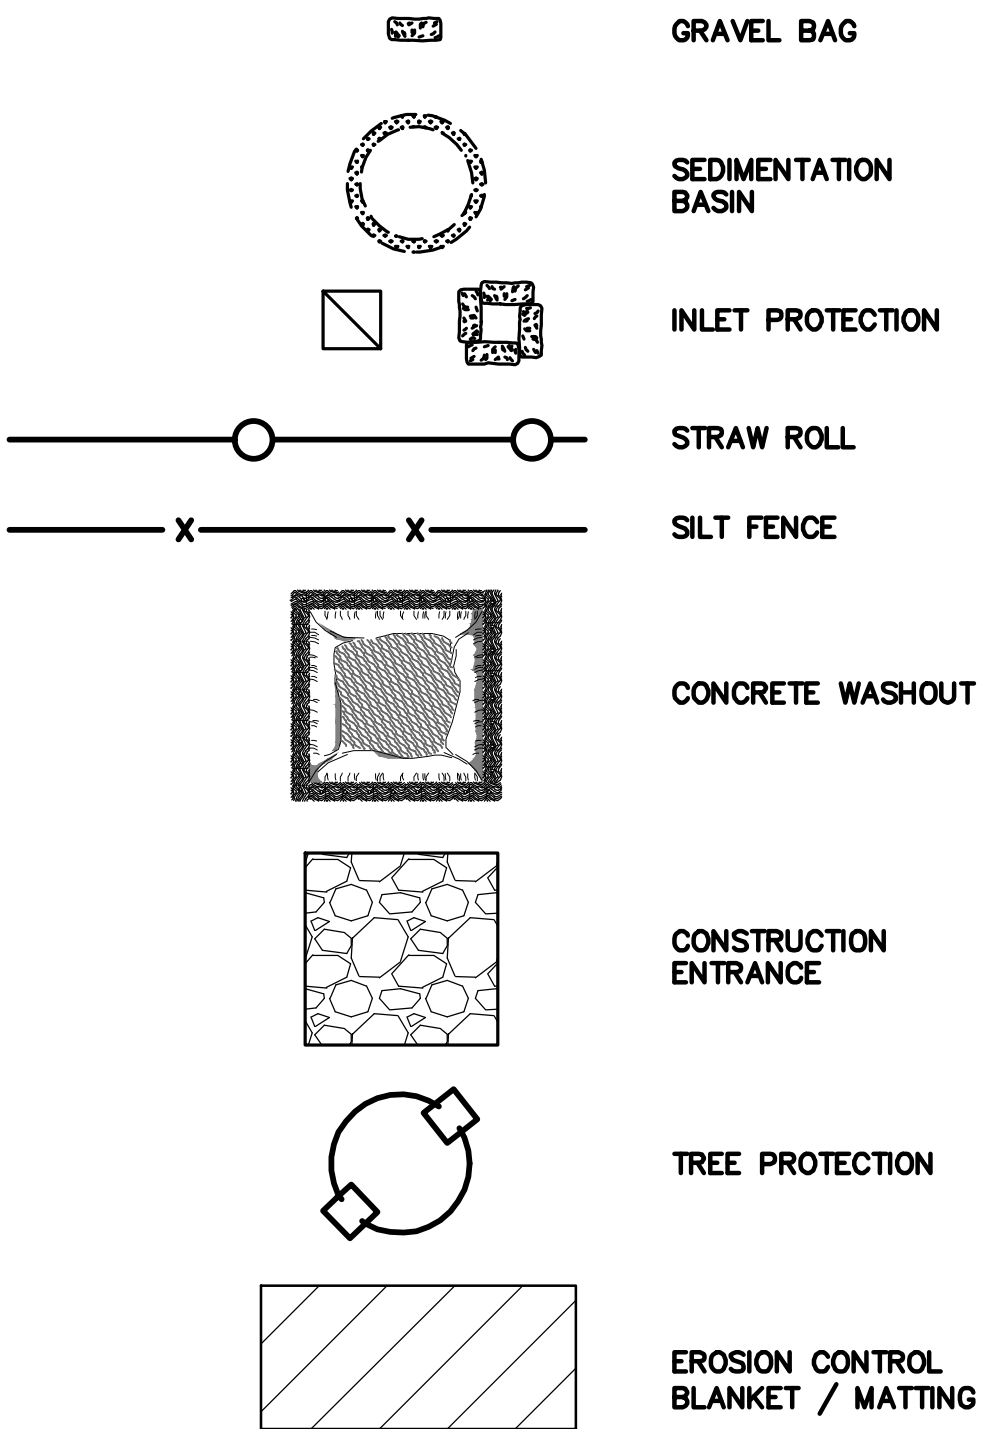 GRAVEL BAG
SEDIMENTATION
BASIN
INLET PROTECTION
STRAW ROLL
X X SILT FENCE
CONCRETE WASHOUT
CONSTRUCTION
ENTRANCE
TREE PROTECTION
EROSION CONTROL
BLANKET / MATTING